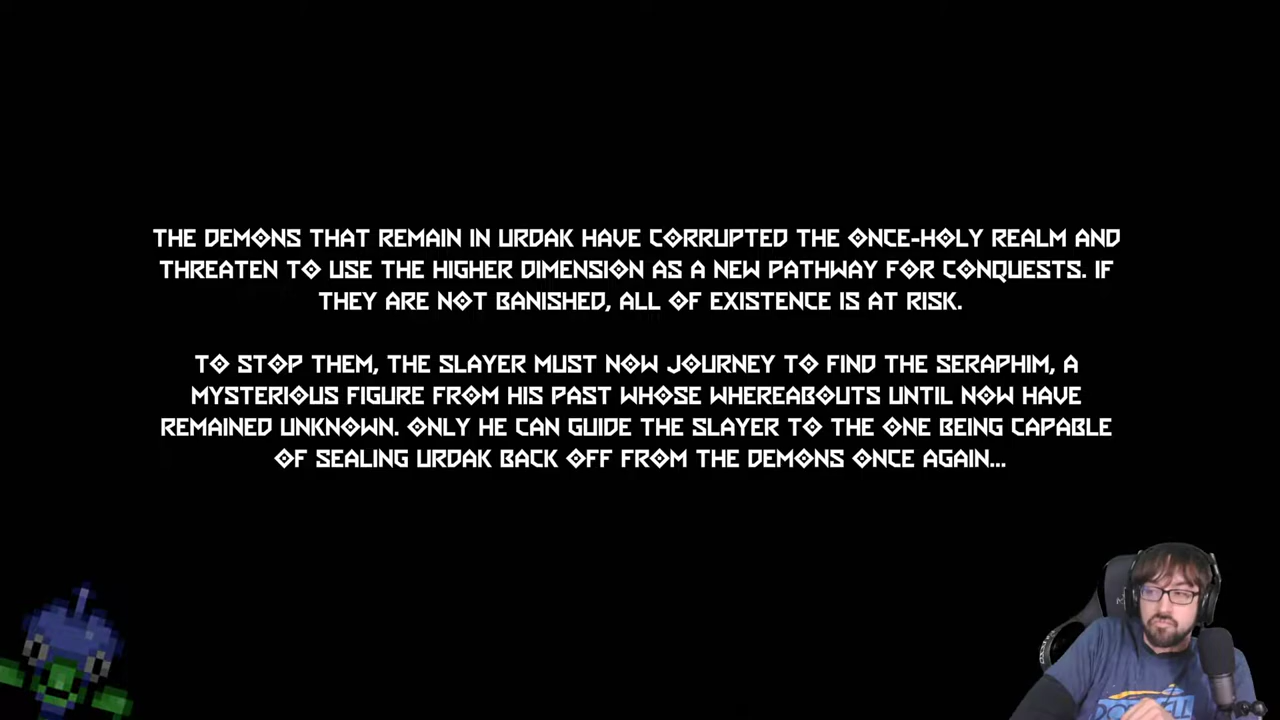 THE DEMONS THAT REMAIN IN URDAK HAVE CORRUPTED THE ONCE-HOLY REALM AND
THREATEN TO USE THE HIGHER DIMENSION AS A NEW PATHWAY FOR CONQUESTS. IF
THEY ARE NOT BANISHED, ALL OF EXISTENCE IS AT RISK.
TO STOP THEM, THE SLAYER MUST NOW JOURNEY TO FIND THE SERAPHIM, A
MYSTERIOUS FIGURE FROM HIS PAST WHOSE WHEREABOUTS UNTIL NOW HAVE
REMAINED UNKNOWN. ONLY HE CAN GUIDE THE SLAYER TO THE ONE BEING CAPABLE
OF SEALING URDAK BACK OFF FROM THE DEMONS ONCE AGAIN...